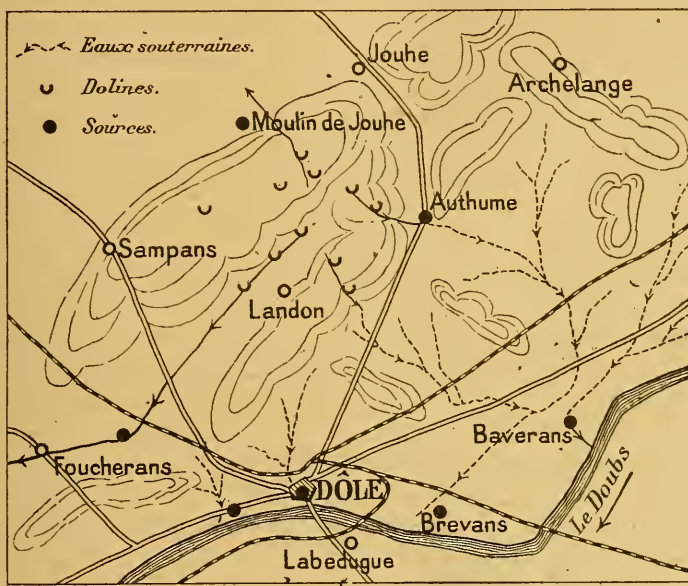 Eaux souterraines.
Dolines.
Sources.
Jouhe
Archelange
Moulin de Jouhe
Authume
Sampans
Landon
Baverans
Foucherans
DÔLE
Brevans
Le Doubs
Labedugue